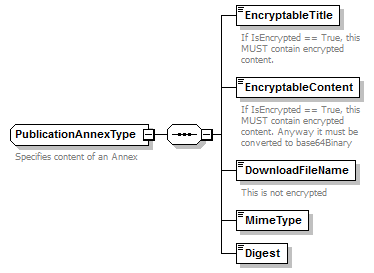 EncryptableTitle
If IsEncrypted == True, this
MUST contain encrypted
content.
EncryptableContent
If IsEncrypted == True, this
MUST contain encrypted
content. Anyway it must be
converted to base64Binary
PublicationAnnexType
Specifies content of an Annex
DownloadFileName
This is not encrypted
MimeType
Digest